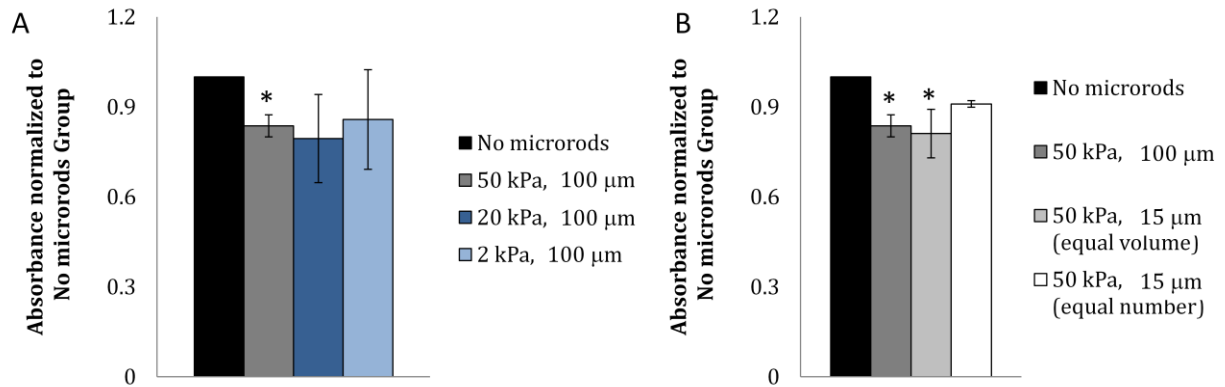 A
Absorbance normalized to
No microrods Group
1.2
0.9
0.6
0.3
0
*
No microrods
50 kPa, 100 μm
20 kPa, 100 μm
2 kPa, 100 μm
B
Absorbance normalized to
No microrods Group
1.2
0.9
0.6
0.3
0
* *
No microrods
50 kPa, 100 μm
50 kPa, 15 μm
(equal volume)
50 kPa, 15 μm
(equal number)